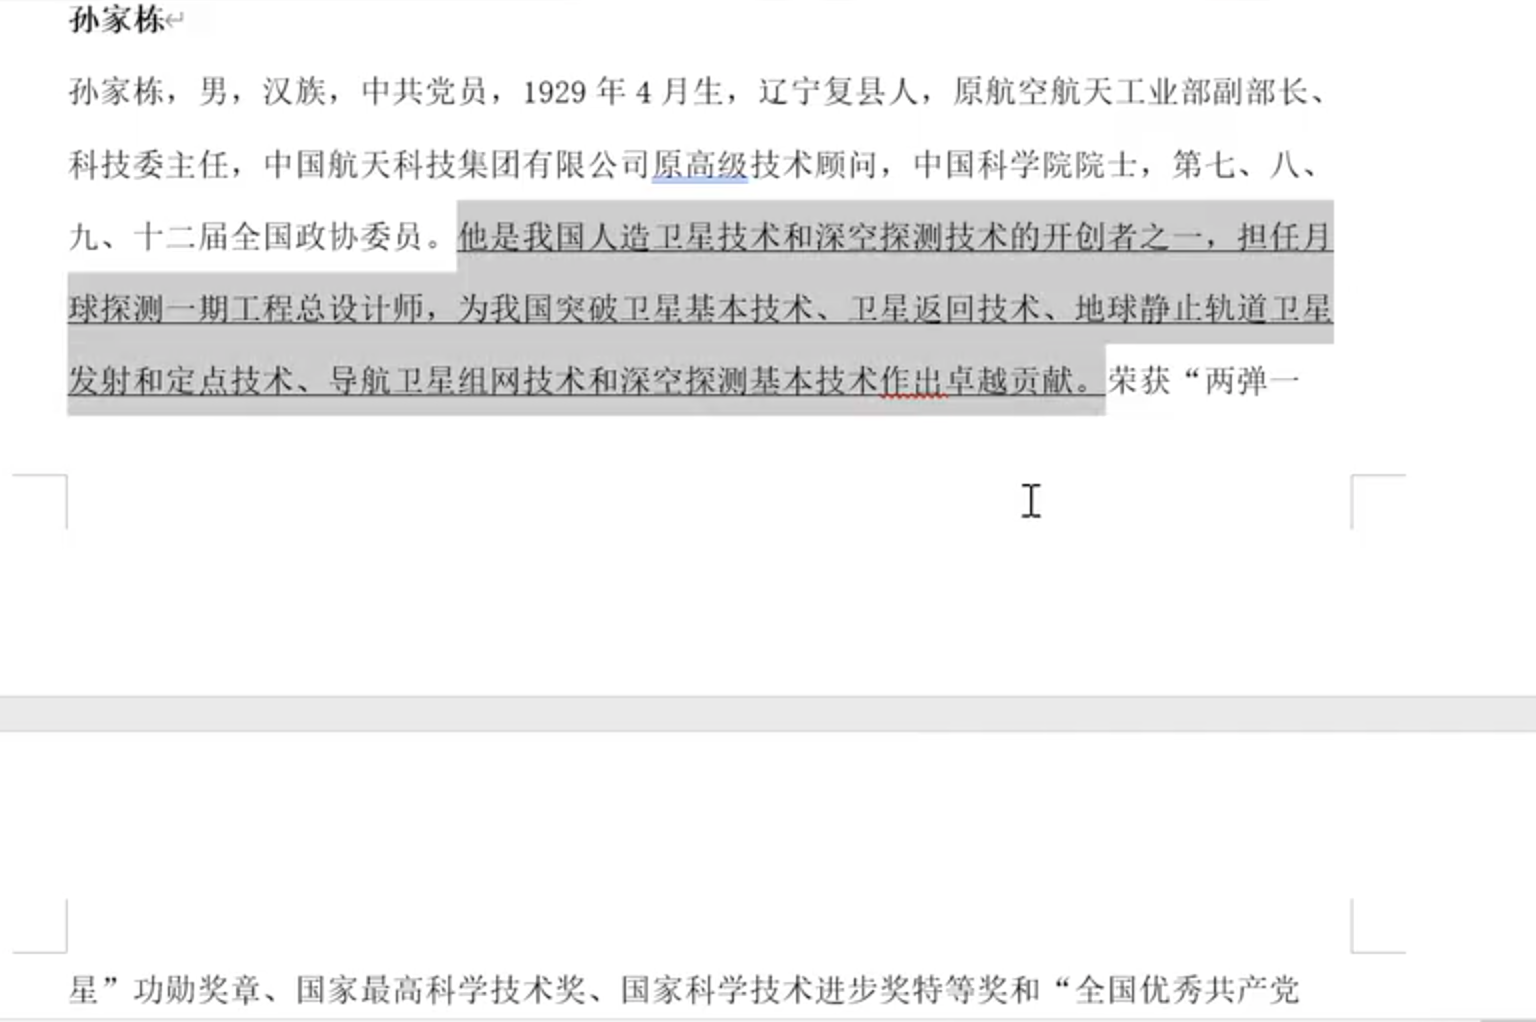 孙家栋
孙家栋，男，汉族，中共党员，1929 年 4 月生，辽宁复县人，原航空航天工业部副部长、
科技委主任，中国航天科技集团有限公司原高级技术顾问，中国科学院院士，第七、八、
九、十二届全国政协委员。他是我国人造卫星技术和深空探测技术的开创者之一，担任月
球探测一期工程总设计师，为我国突破卫星基本技术、卫星返回技术、地球静止轨道卫星
发射和定点技术、导航卫星组网技术和深空探测基本技术作出卓越贡献。荣获“两弹一
星”功勋奖章、国家最高科学技术奖、国家科学技术进步奖特等奖和“全国优秀共产党